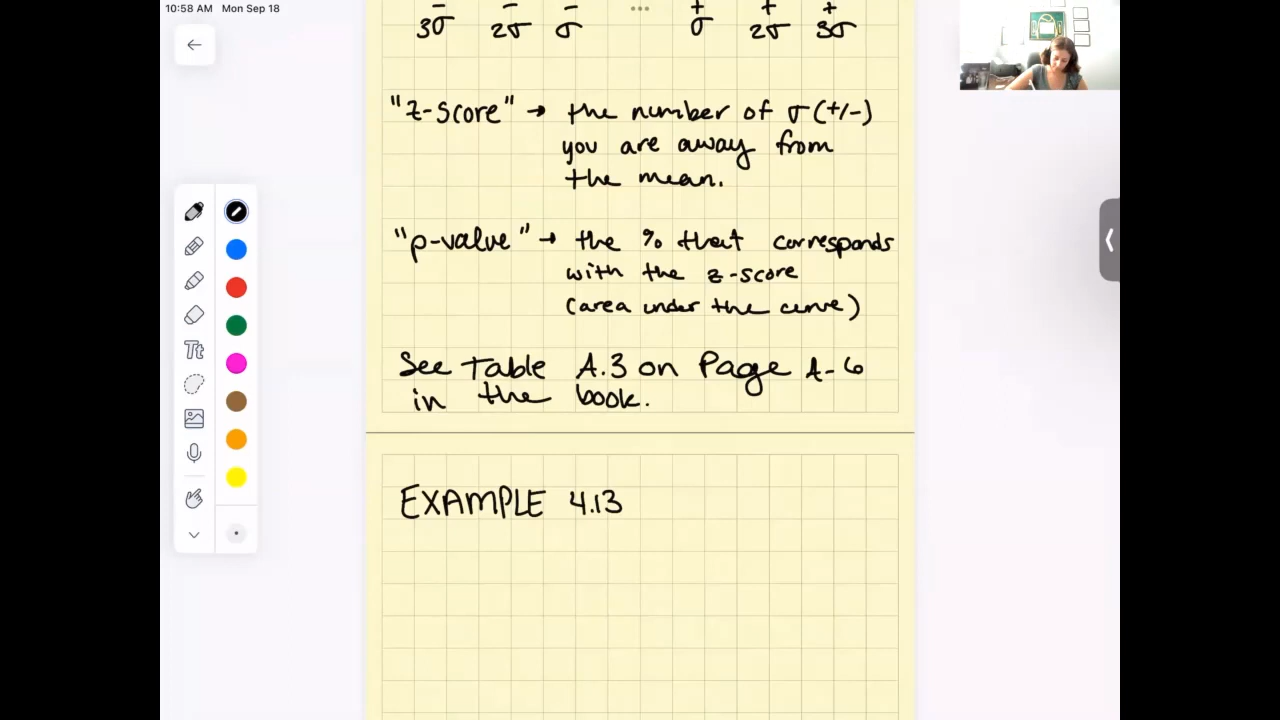 10:58 AM Mon Sep 18
- - - ... + + +
3σ 2σ σ σ 2σ 3σ
"z-score" → the number of σ (+/-)
you are away from
the mean.
"p-value" → the % that corresponds
with the z-score
(area under the curve)
See Table A.3 on Page A-6
in the book.
EXAMPLE 4.13
Tt